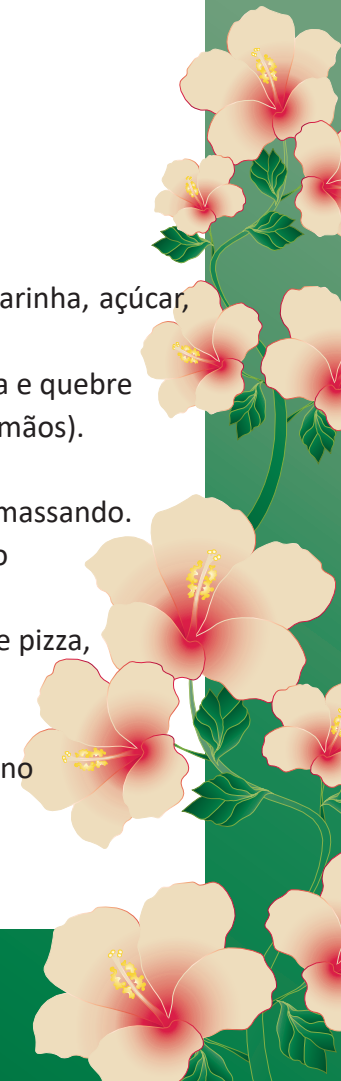 arinha, açúcar,
a e quebre
mãos).
massando.
o
e pizza,
no